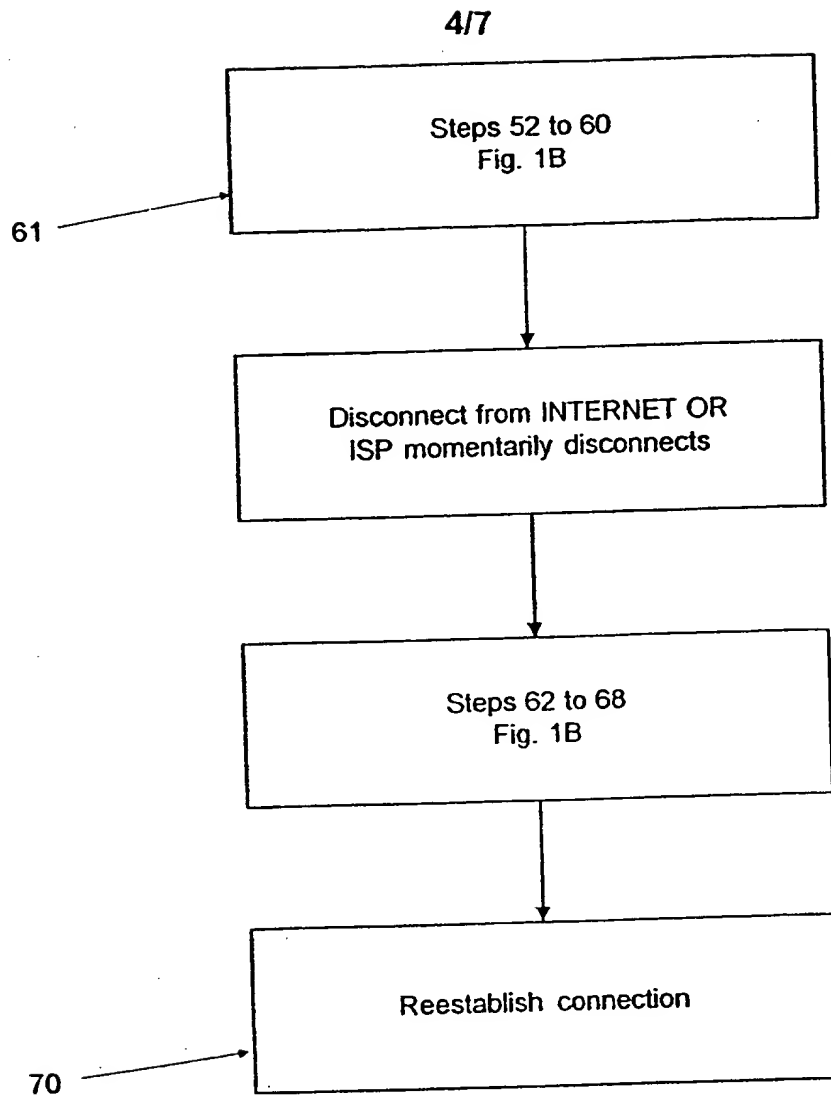 4/7
Steps 52 to 60
Fig. 1B
61
Disconnect from INTERNET OR
ISP momentarily disconnects
Steps 62 to 68
Fig. 1B
Reestablish connection
70